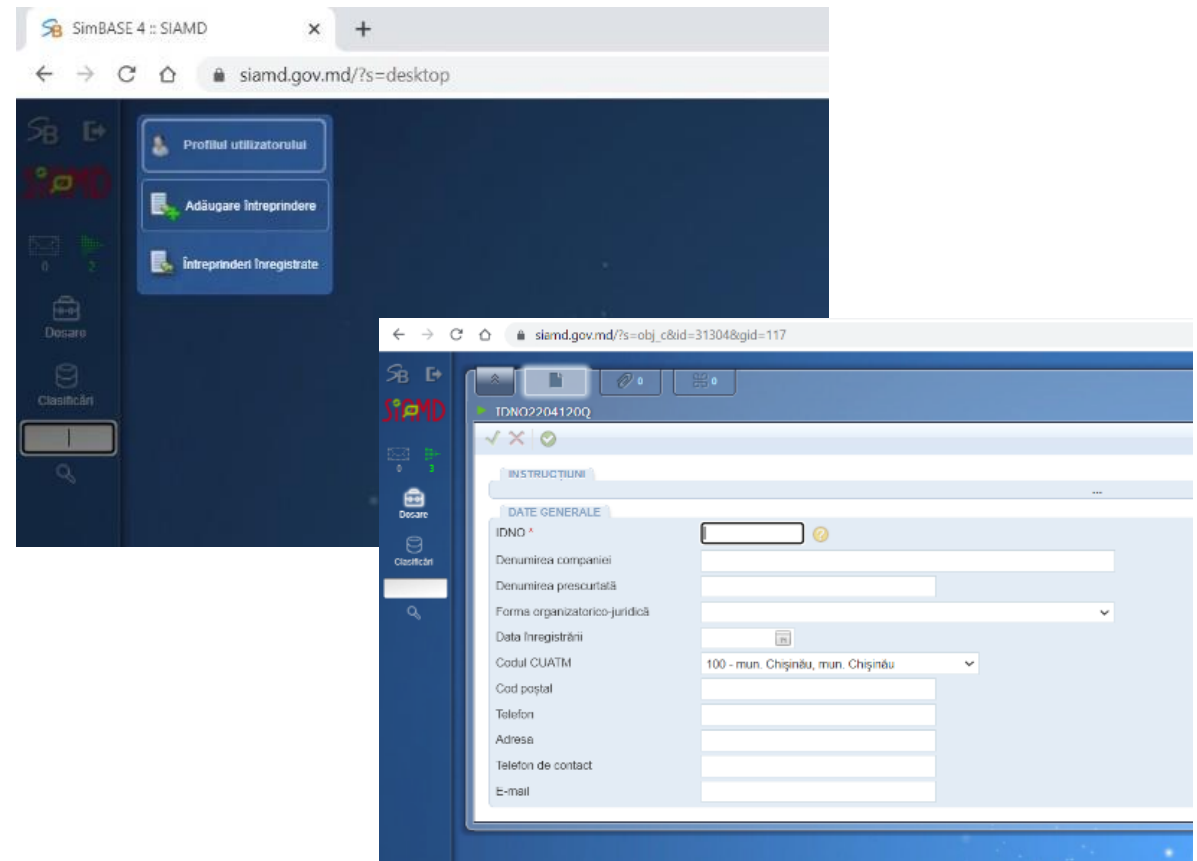 SimBASE 4 :: SIAMD
siamd.gov.md/?s=desktop
SB
SIAMD
Profilul utilizatorului
Adăugare întreprindere
Întreprinderi înregistrate
0 2
Dosare
Clasificări
siamd.gov.md/?s=obj_c&id=31304&gid=117
SB
SIAMD
0 0
IDNO2204120Q
0 3
Dosare
Clasificări
INSTRUCȚIUNI
...
DATE GENERALE
IDNO *
Denumirea companiei
Denumirea prescurtată
Forma organizatorico-juridică
Data înregistrării
Codul CUATM 100 - mun. Chișinău, mun. Chișinău
Cod poștal
Telefon
Adresa
Telefon de contact
E-mail